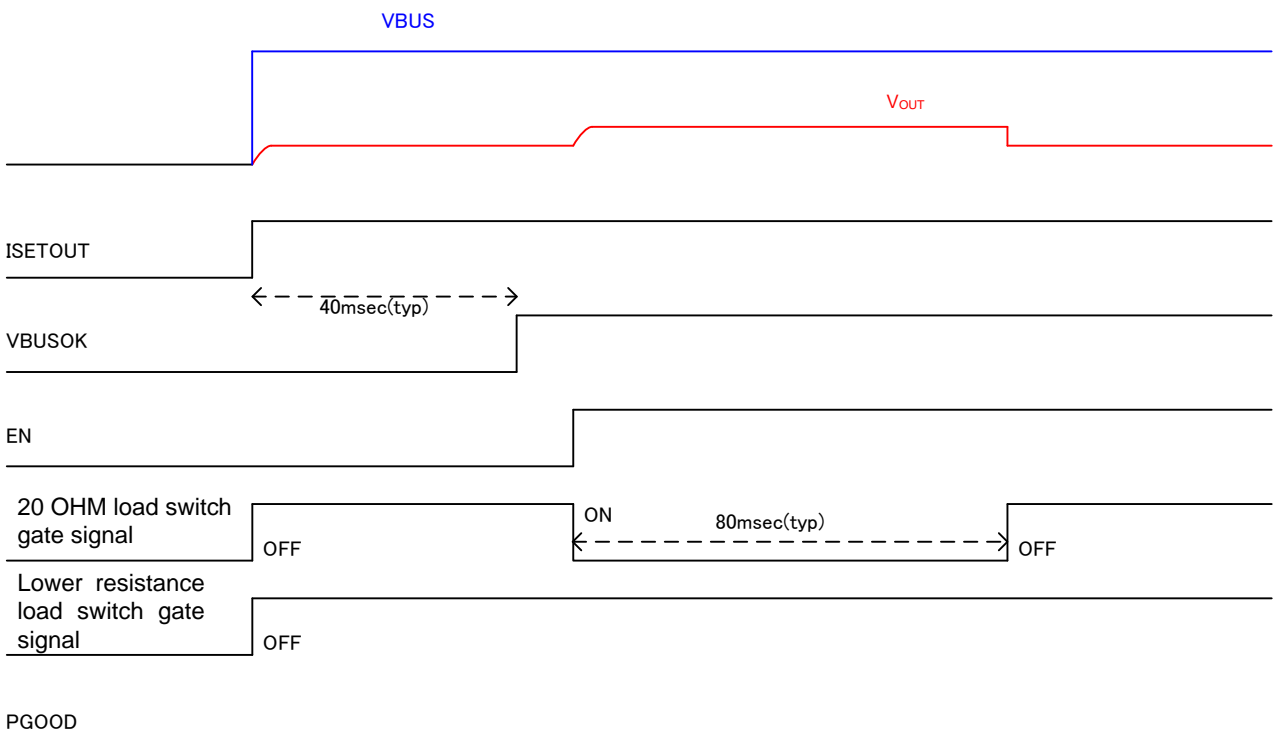 VBUS
VOUT
ISETOUT
40msec(typ)
VBUSOK
EN
20 OHM load switch
gate signal
ON
80msec(typ)
OFF
OFF
Lower resistance
load switch gate
signal
OFF
PGOOD